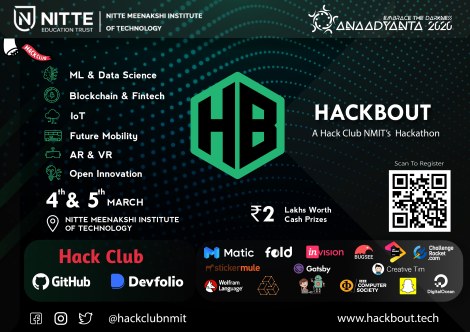 NITTE
EDUCATION TRUST
NITTE MEENAKSHI INSTITUTE
OF TECHNOLOGY
EMBRACE THE DARKNESS
ANAADYANTA 2020
HACK CLUB
ML & Data Science
Blockchain & Fintech
IoT
Future Mobility
AR & VR
Open Innovation
HB
HACKBOUT
A Hack Club NMIT's Hackathon
Scan To Register
4th & 5th MARCH
NITTE MEENAKSHI INSTITUTE
OF TECHNOLOGY
₹2 Lakhs Worth
Cash Prizes
Hack Club
GitHub
Devfolio
Matic
fold
invision
BUGSEE
Challenge
Rocket
.com
stickermule
Gatsby
Creative Tim
Wolfram
Language
IEEE
COMPUTER
SOCIETY
DigitalOcean
@hackclubnmit
www.hackbout.tech